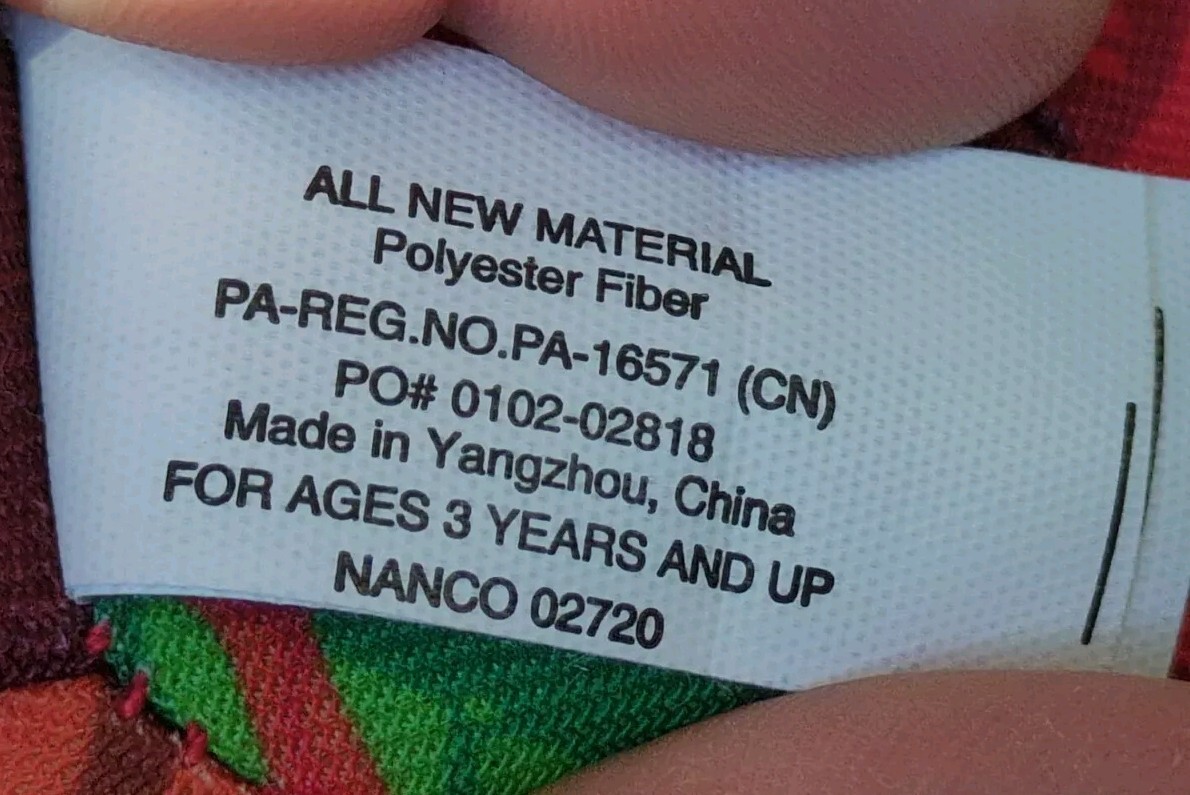 ALL NEW MATERIAL
Polyester Fiber
PA-REG.NO.PA-16571 (CN)
PO# 0102-02818
Made in Yangzhou, China
FOR AGES 3 YEARS AND UP
NANCO 02720